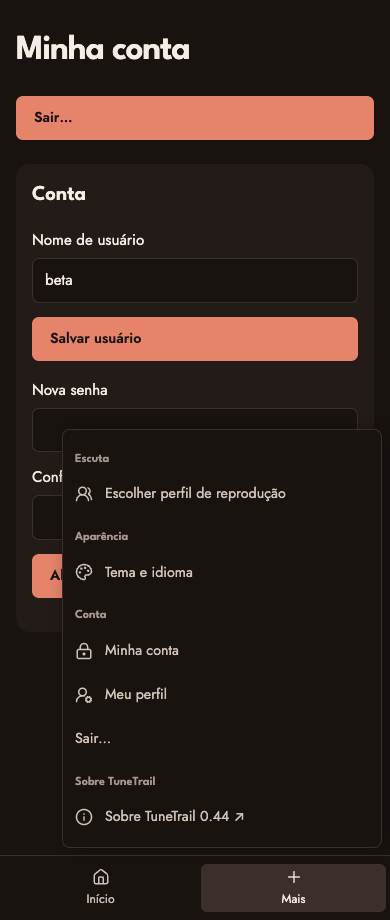 Minha conta
Sair...
Conta
Nome de usuário
beta
Salvar usuário
Nova senha
Escuta
Escolher perfil de reprodução
Aparência
Tema e idioma
Conta
Minha conta
Meu perfil
Sair...
Sobre TuneTrail
Sobre TuneTrail 0.44 ↗
Início
Mais